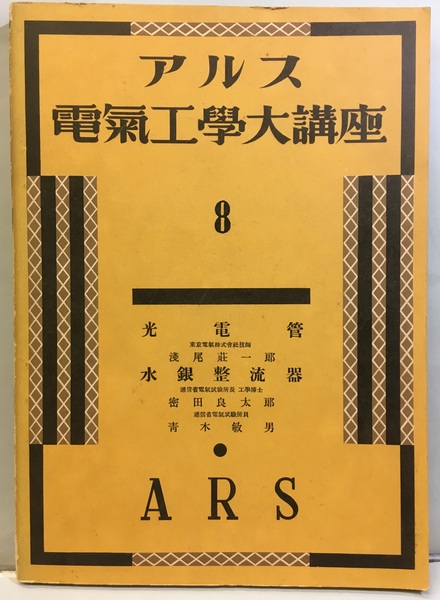 アルス
電氣工學大講座
8
光電管
東京電氣株式會社技師
淺尾莊一郎
水銀整流器
遞信省電氣試驗所長 工學博士
密田良太郎
遞信省電氣試驗所員
青木敏男
ARS